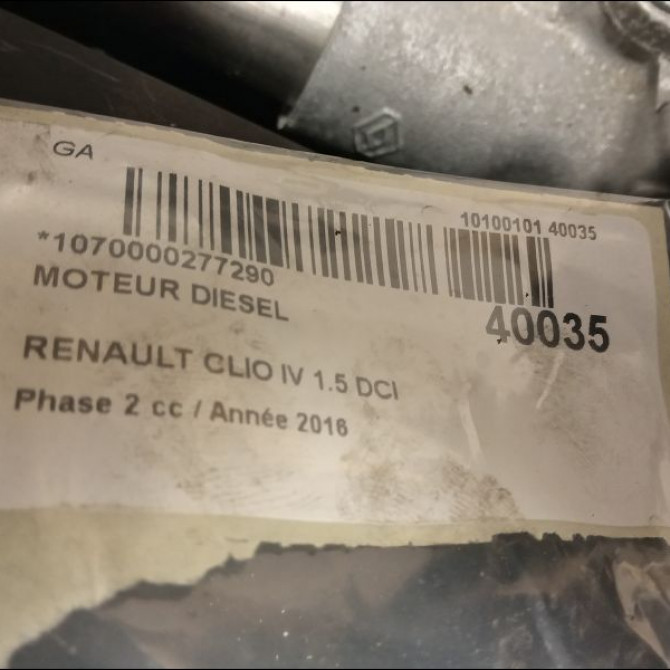 GA
10100101 40035
*1070000277290
40035
MOTEUR DIESEL
RENAULT CLIO IV 1.5 DCI
Phase 2 cc / Année 2016